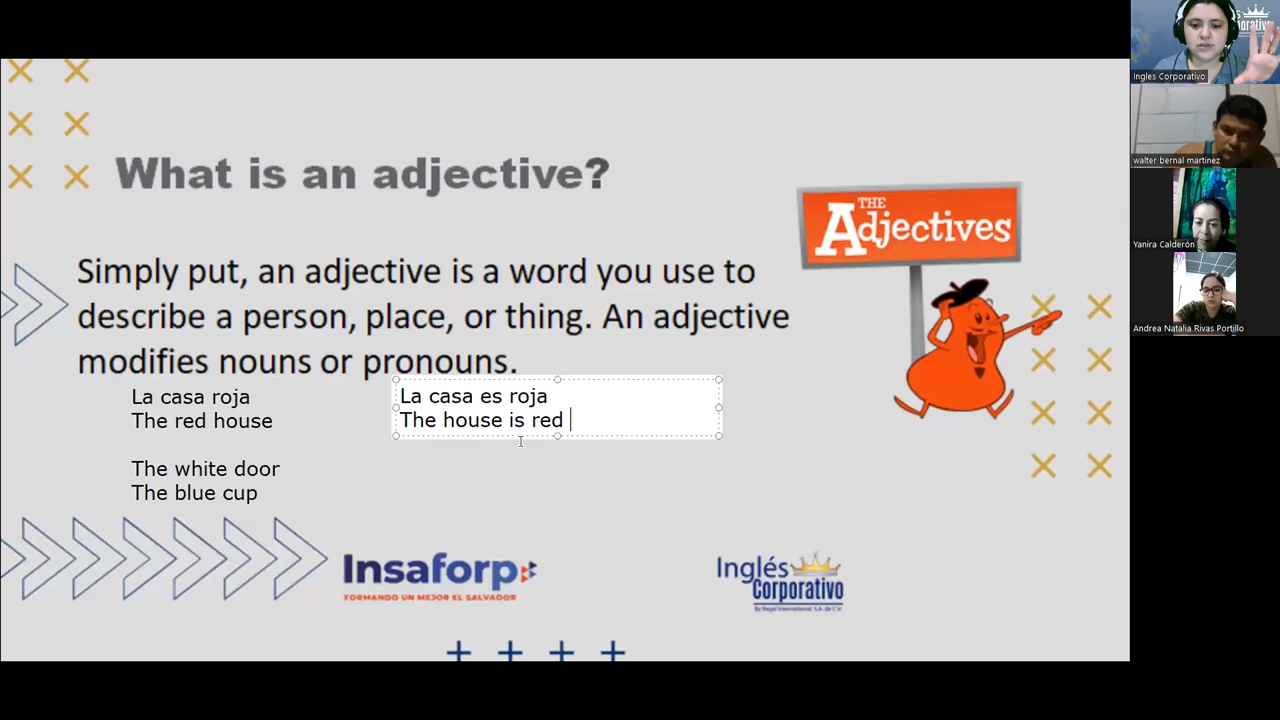 What is an adjective?
THE
Adjectives
Simply put, an adjective is a word you use to
describe a person, place, or thing. An adjective
modifies nouns or pronouns.
La casa roja
The red house
La casa es roja
The house is red
The white door
The blue cup
Insaforp
FORMANDO UN MEJOR EL SALVADOR
Inglés
Corporativo
Ingles Corporativo
walter bernal martinez
Yanira Calderón
Andrea Natalia Rivas Portillo